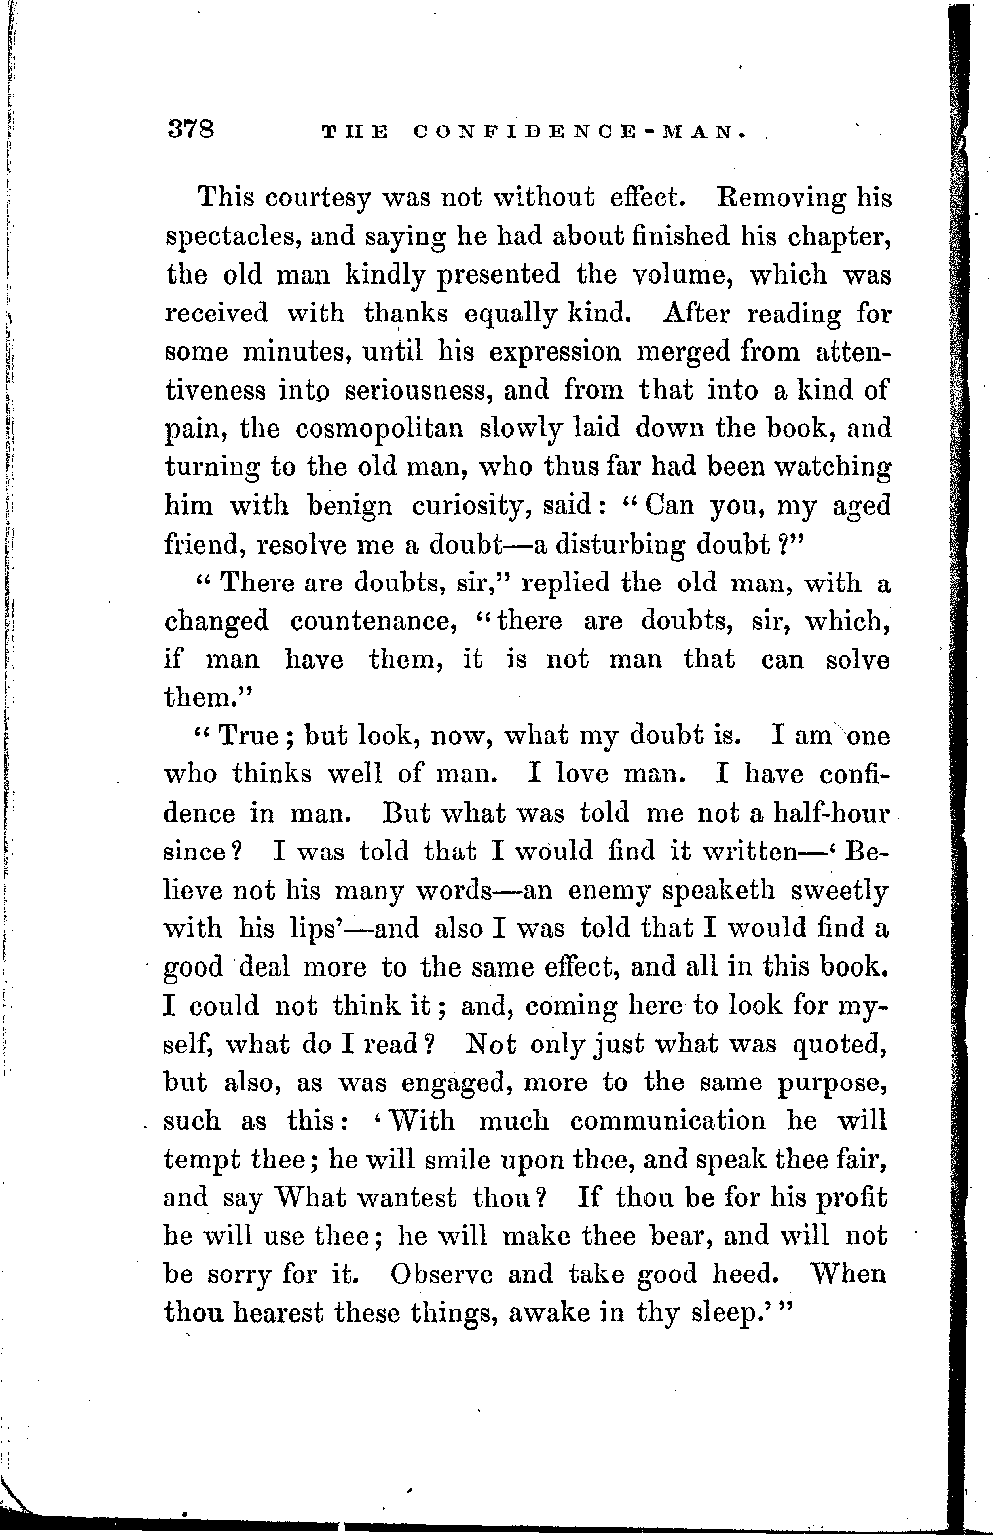 378 THE CONFIDENCE-MAN.
This courtesy was not without effect. Removing his
spectacles, and saying he had about finished his chapter,
the old man kindly presented the volume, which was
received with thanks equally kind. After reading for
some minutes, until his expression merged from atten-
tiveness into seriousness, and from that into a kind of
pain, the cosmopolitan slowly laid down the book, and
turning to the old man, who thus far had been watching
him with benign curiosity, said: “Can you, my aged
friend, resolve me a doubt—a disturbing doubt?”
“There are doubts, sir,” replied the old man, with a
changed countenance, “there are doubts, sir, which,
if man have them, it is not man that can solve
them.”
“True; but look, now, what my doubt is. I am one
who thinks well of man. I love man. I have confi-
dence in man. But what was told me not a half-hour
since? I was told that I would find it written—‘Be-
lieve not his many words—an enemy speaketh sweetly
with his lips’—and also I was told that I would find a
good deal more to the same effect, and all in this book.
I could not think it; and, coming here to look for my-
self, what do I read? Not only just what was quoted,
but also, as was engaged, more to the same purpose,
such as this: ‘With much communication he will
tempt thee; he will smile upon thee, and speak thee fair,
and say What wantest thou? If thou be for his profit
he will use thee; he will make thee bear, and will not
be sorry for it. Observe and take good heed. When
thou hearest these things, awake in thy sleep.’”